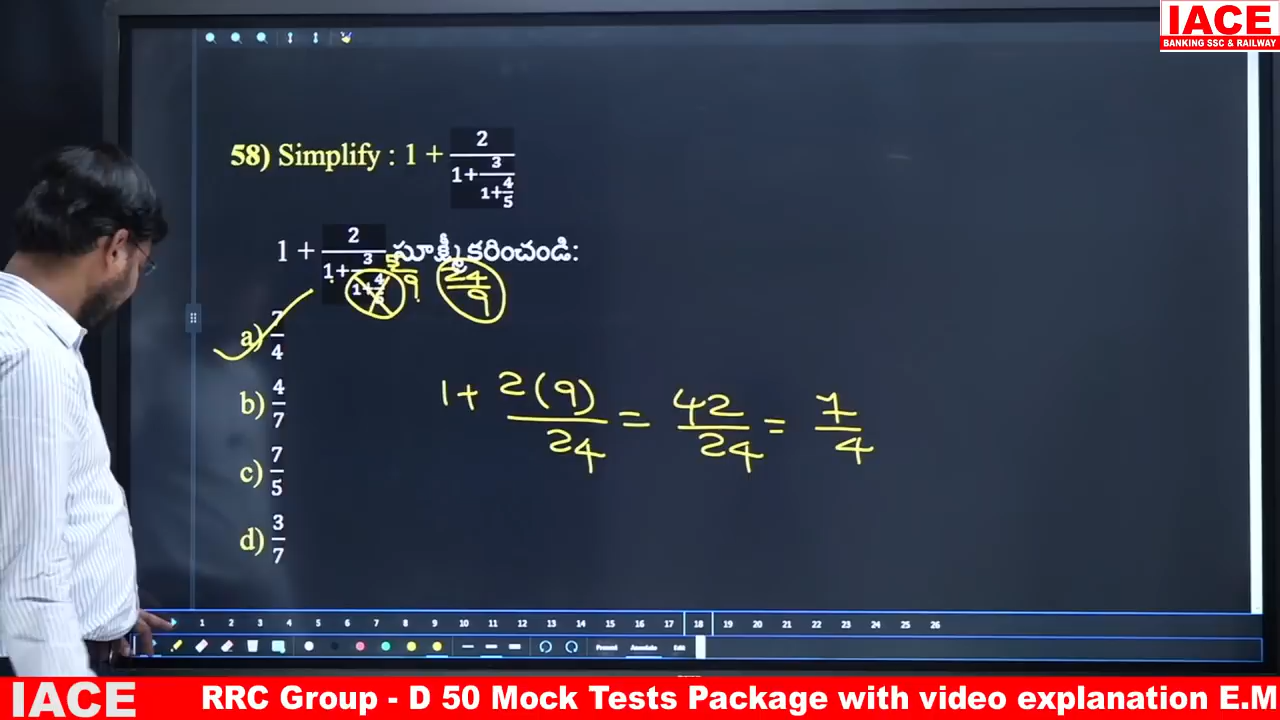 IACE
BANKING SSC & RAILWAY
58) Simplify : 1 + 2/(1+3/(1+4/5))
1 + 2/(1+3/(1+4/5)) సూక్ష్మీకరించండి:
5/9 24/9
a) 7/4
1+ 2(9)/24 = 42/24 = 7/4
b) 4/7
c) 7/5
d) 3/7
1 2 3 4 5 6 7 8 9 10 11 12 13 14 15 16 17 18 19 20 21 22 23 24 25 26
Present Annotate Edit
IACE RRC Group - D 50 Mock Tests Package with video explanation E.M